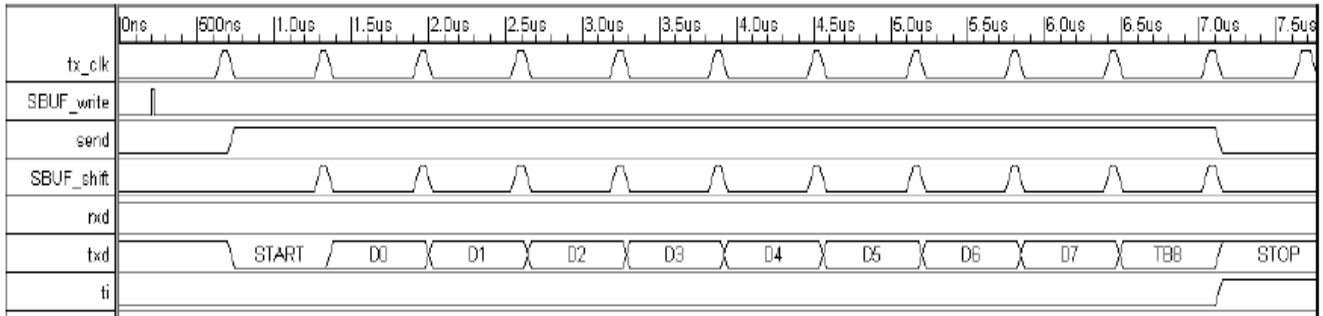 0ns 500ns 1.0us 1.5us 2.0us 2.5us 3.0us 3.5us 4.0us 4.5us 5.0us 5.5us 6.0us 6.5us 7.0us 7.5us
tx_clk
SBUF_write
send
SBUF_shift
rxd
txd START D0 D1 D2 D3 D4 D5 D6 D7 TB8 STOP
ti